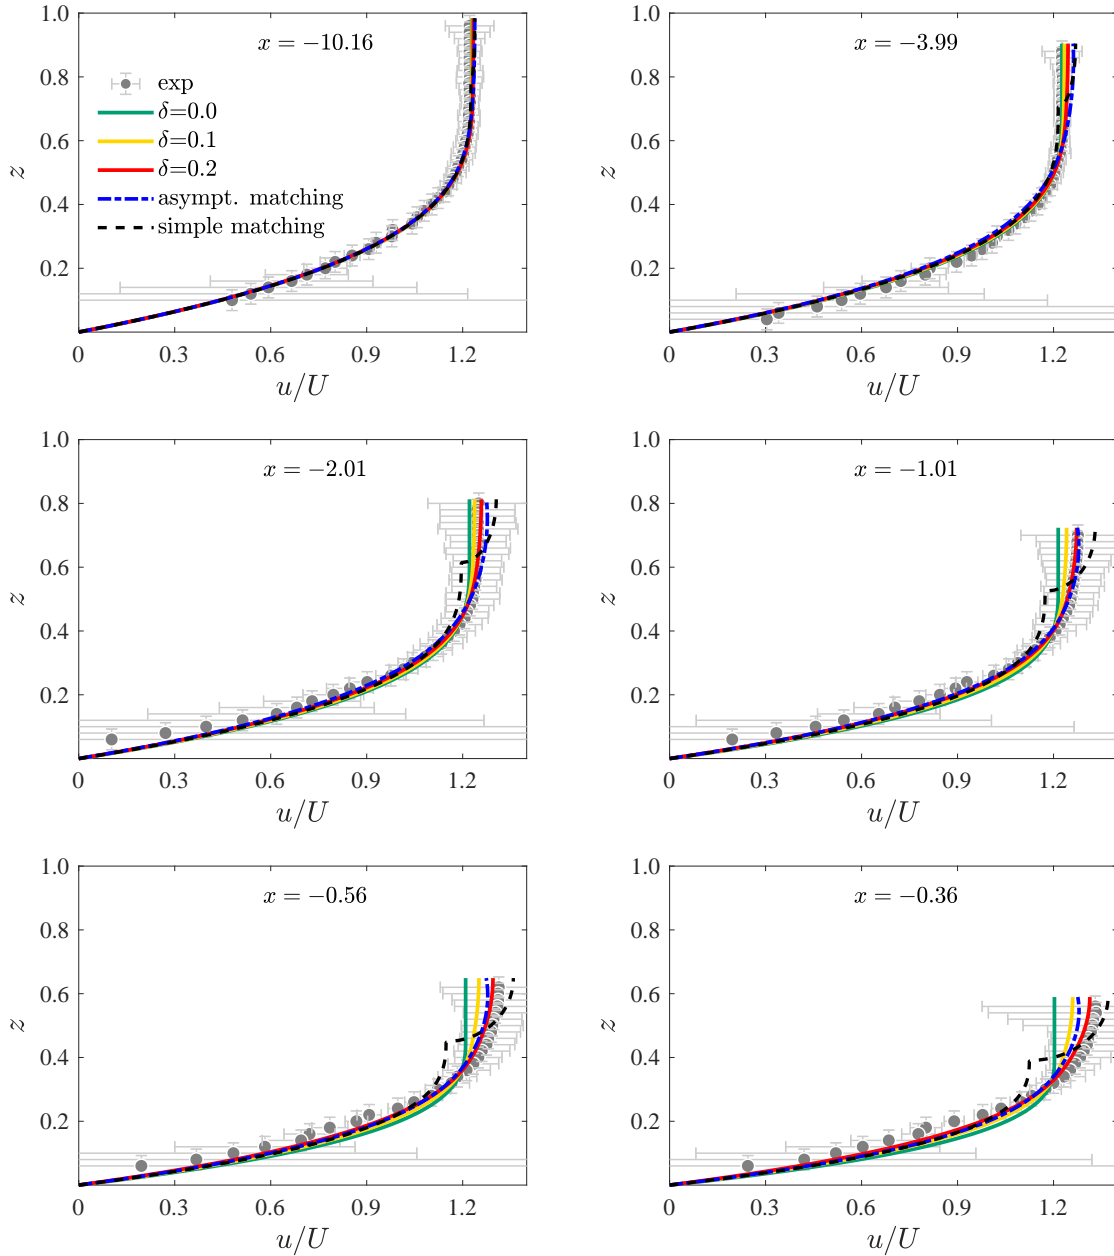 x = −10.16
exp
δ=0.0
δ=0.1
δ=0.2
asympt. matching
simple matching
1.0
0.8
0.6
0.4
0.2
z
0 0.3 0.6 0.9 1.2
u/U
x = −3.99
1.0
0.8
0.6
0.4
0.2
z
0 0.3 0.6 0.9 1.2
u/U
x = −2.01
1.0
0.8
0.6
0.4
0.2
z
0 0.3 0.6 0.9 1.2
u/U
x = −1.01
1.0
0.8
0.6
0.4
0.2
z
0 0.3 0.6 0.9 1.2
u/U
x = −0.56
1.0
0.8
0.6
0.4
0.2
z
0 0.3 0.6 0.9 1.2
u/U
x = −0.36
1.0
0.8
0.6
0.4
0.2
z
0 0.3 0.6 0.9 1.2
u/U